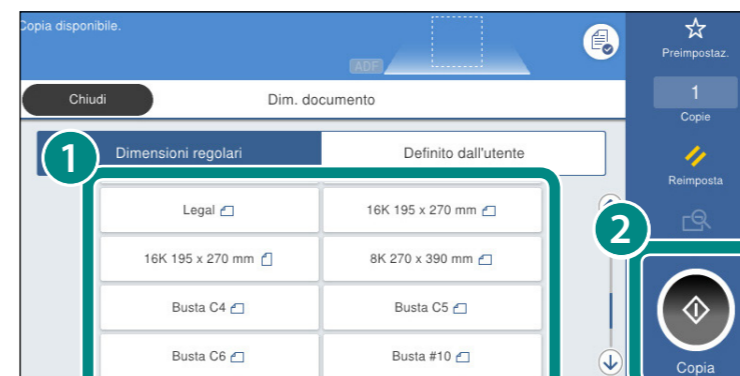 Copia disponibile.
ADF
Preimpostaz.
Chiudi
Dim. documento
1
Copie
1
Dimensioni regolari
Definito dall'utente
Reimposta
Legal
16K 195 x 270 mm
2
16K 195 x 270 mm
8K 270 x 390 mm
Busta C4
Busta C5
Busta C6
Busta #10
Copia